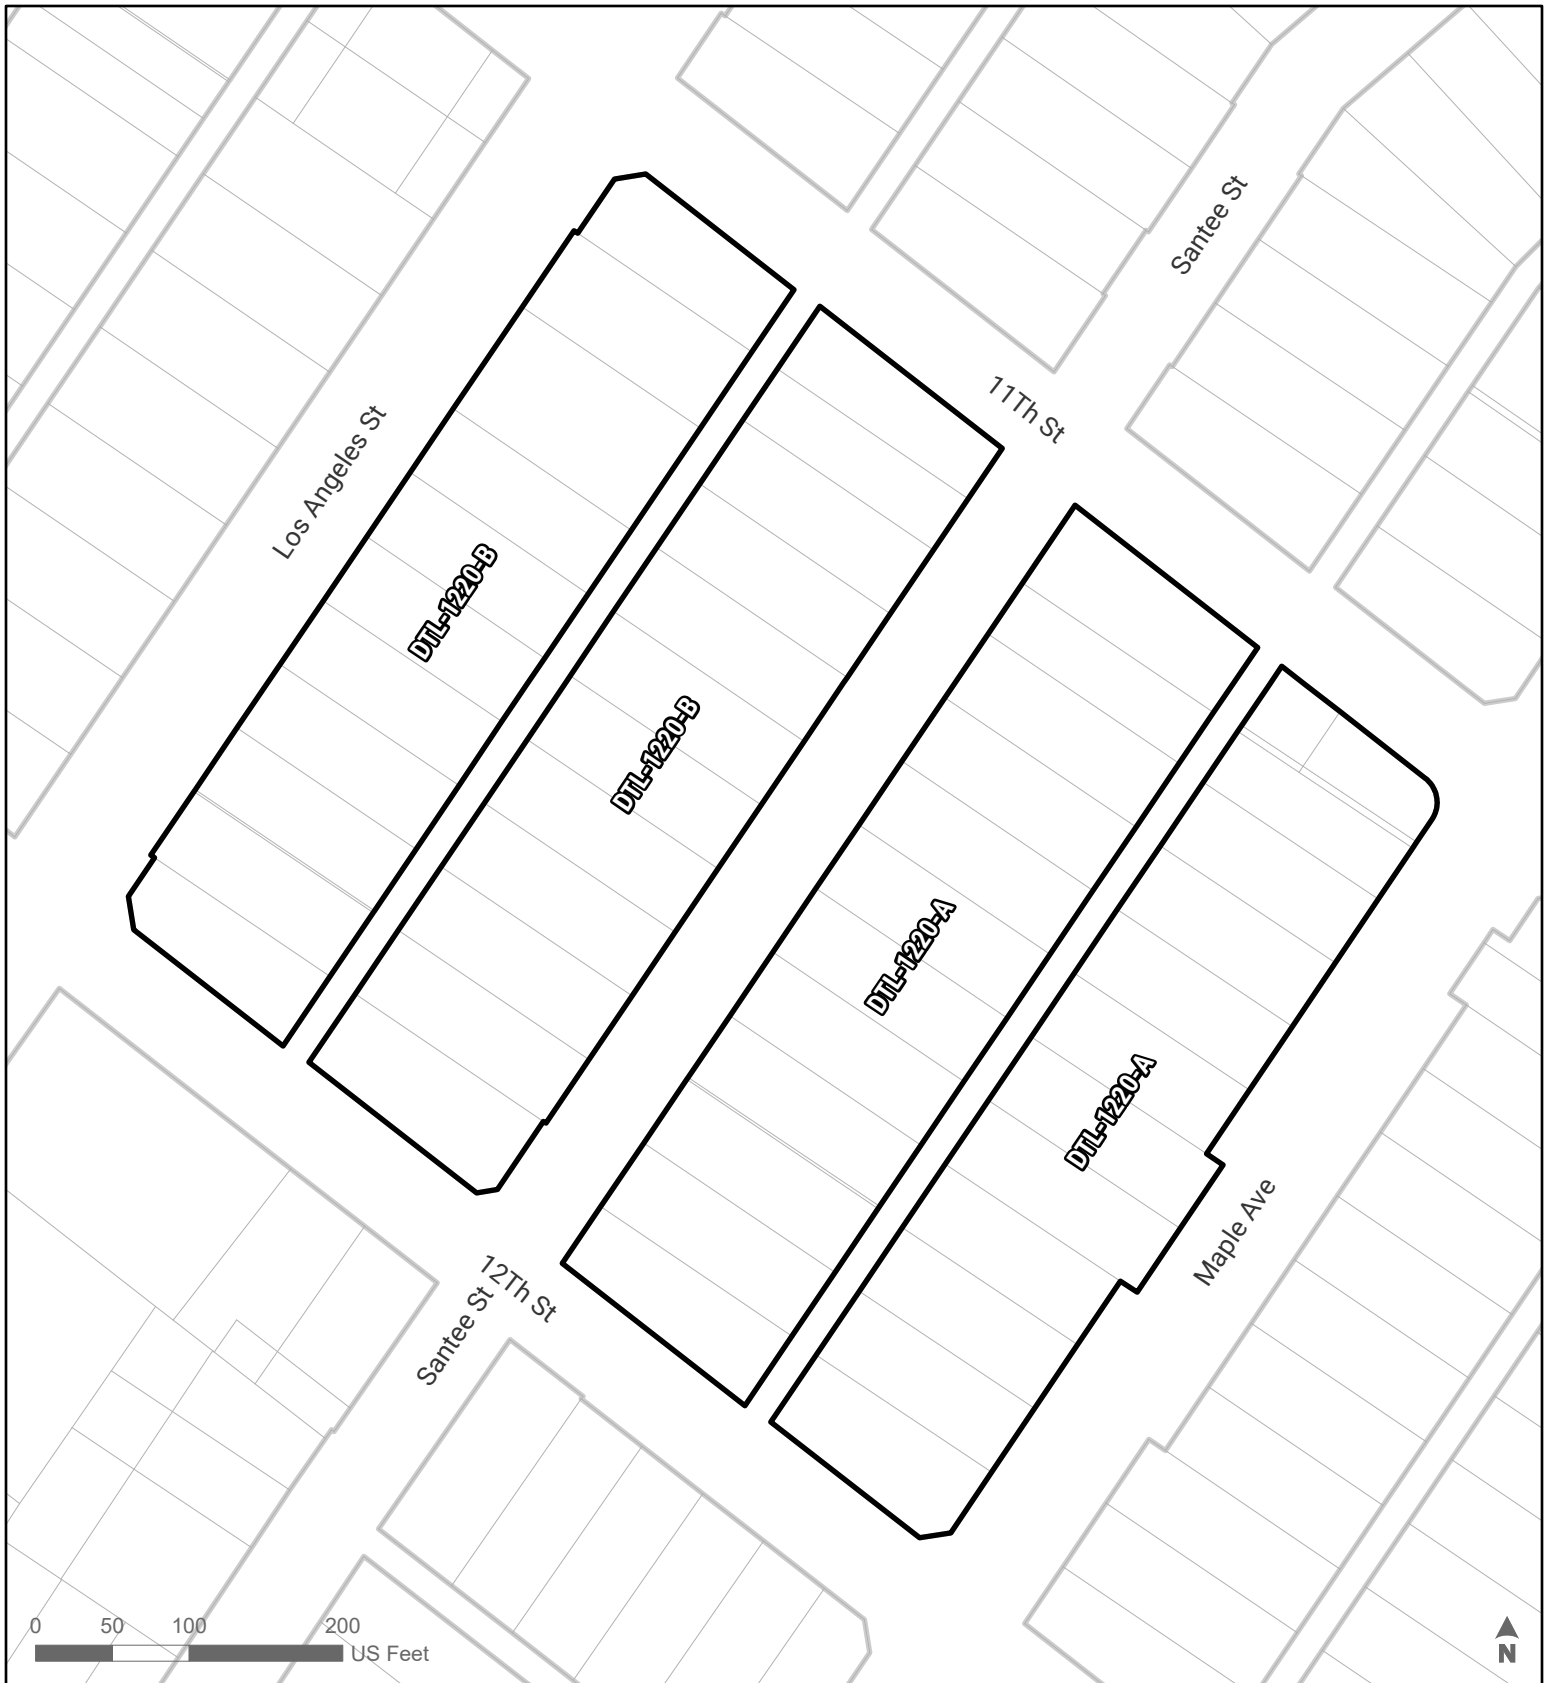 Santee St
11Th St
Los Angeles St
DTL-1220-B
DTL-1220-B
DTL-1220-A
DTL-1220-A
Maple Ave
12Th St
Santee St
0 50 100 200
US Feet
N